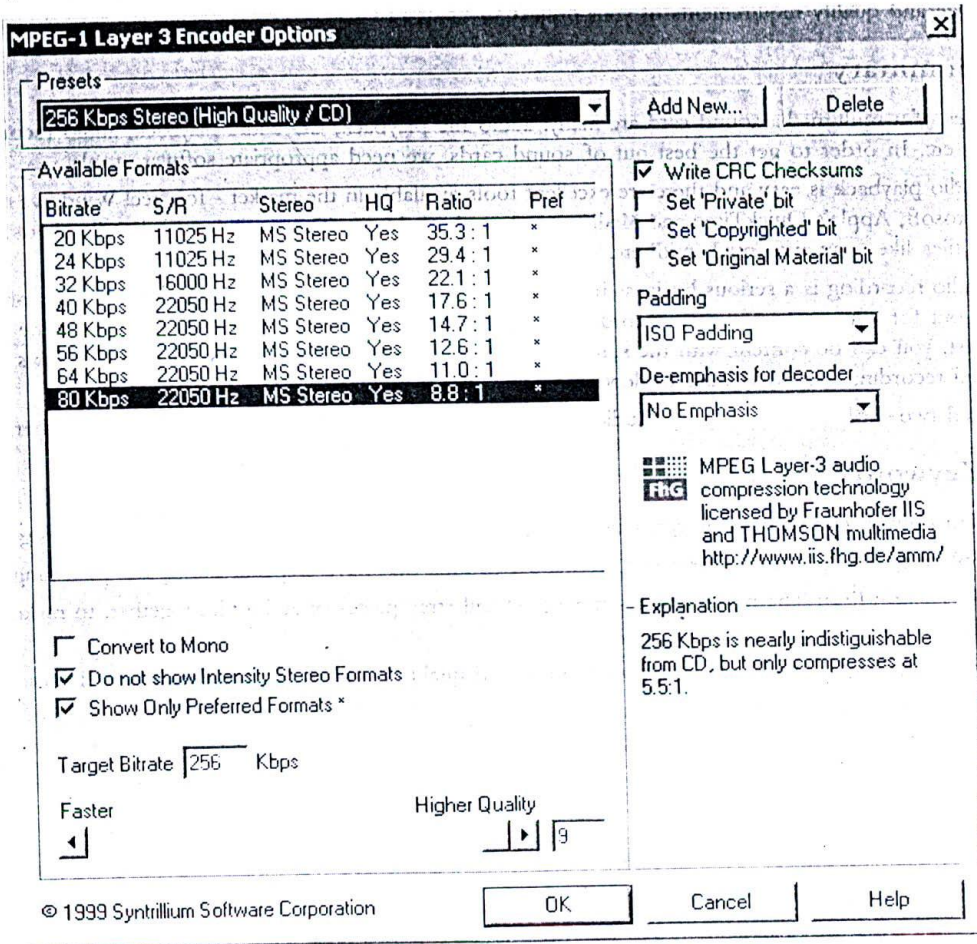 MPEG-1 Layer 3 Encoder Options
Presets
256 Kbps Stereo (High Quality / CD)
Add New...
Delete
Available Formats
Bitrate S/R Stereo HQ Ratio Pref
20 Kbps 11025 Hz MS Stereo Yes 35.3 : 1 *
24 Kbps 11025 Hz MS Stereo Yes 29.4 : 1 *
32 Kbps 16000 Hz MS Stereo Yes 22.1 : 1 *
40 Kbps 22050 Hz MS Stereo Yes 17.6 : 1 *
48 Kbps 22050 Hz MS Stereo Yes 14.7 : 1 *
56 Kbps 22050 Hz MS Stereo Yes 12.6 : 1 *
64 Kbps 22050 Hz MS Stereo Yes 11.0 : 1 *
80 Kbps 22050 Hz MS Stereo Yes 8.8 : 1 *
Convert to Mono
Do not show Intensity Stereo Formats
Show Only Preferred Formats *
Target Bitrate 256 Kbps
Faster
Higher Quality
9
Write CRC Checksums
Set 'Private' bit
Set 'Copyrighted' bit
Set 'Original Material' bit
Padding
ISO Padding
De-emphasis for decoder
No Emphasis
FhG
MPEG Layer-3 audio
compression technology
licensed by Fraunhofer IIS
and THOMSON multimedia
http://www.iis.fhg.de/amm/
Explanation
256 Kbps is nearly indistiguishable
from CD, but only compresses at
5.5:1.
© 1999 Syntrillium Software Corporation
OK
Cancel
Help